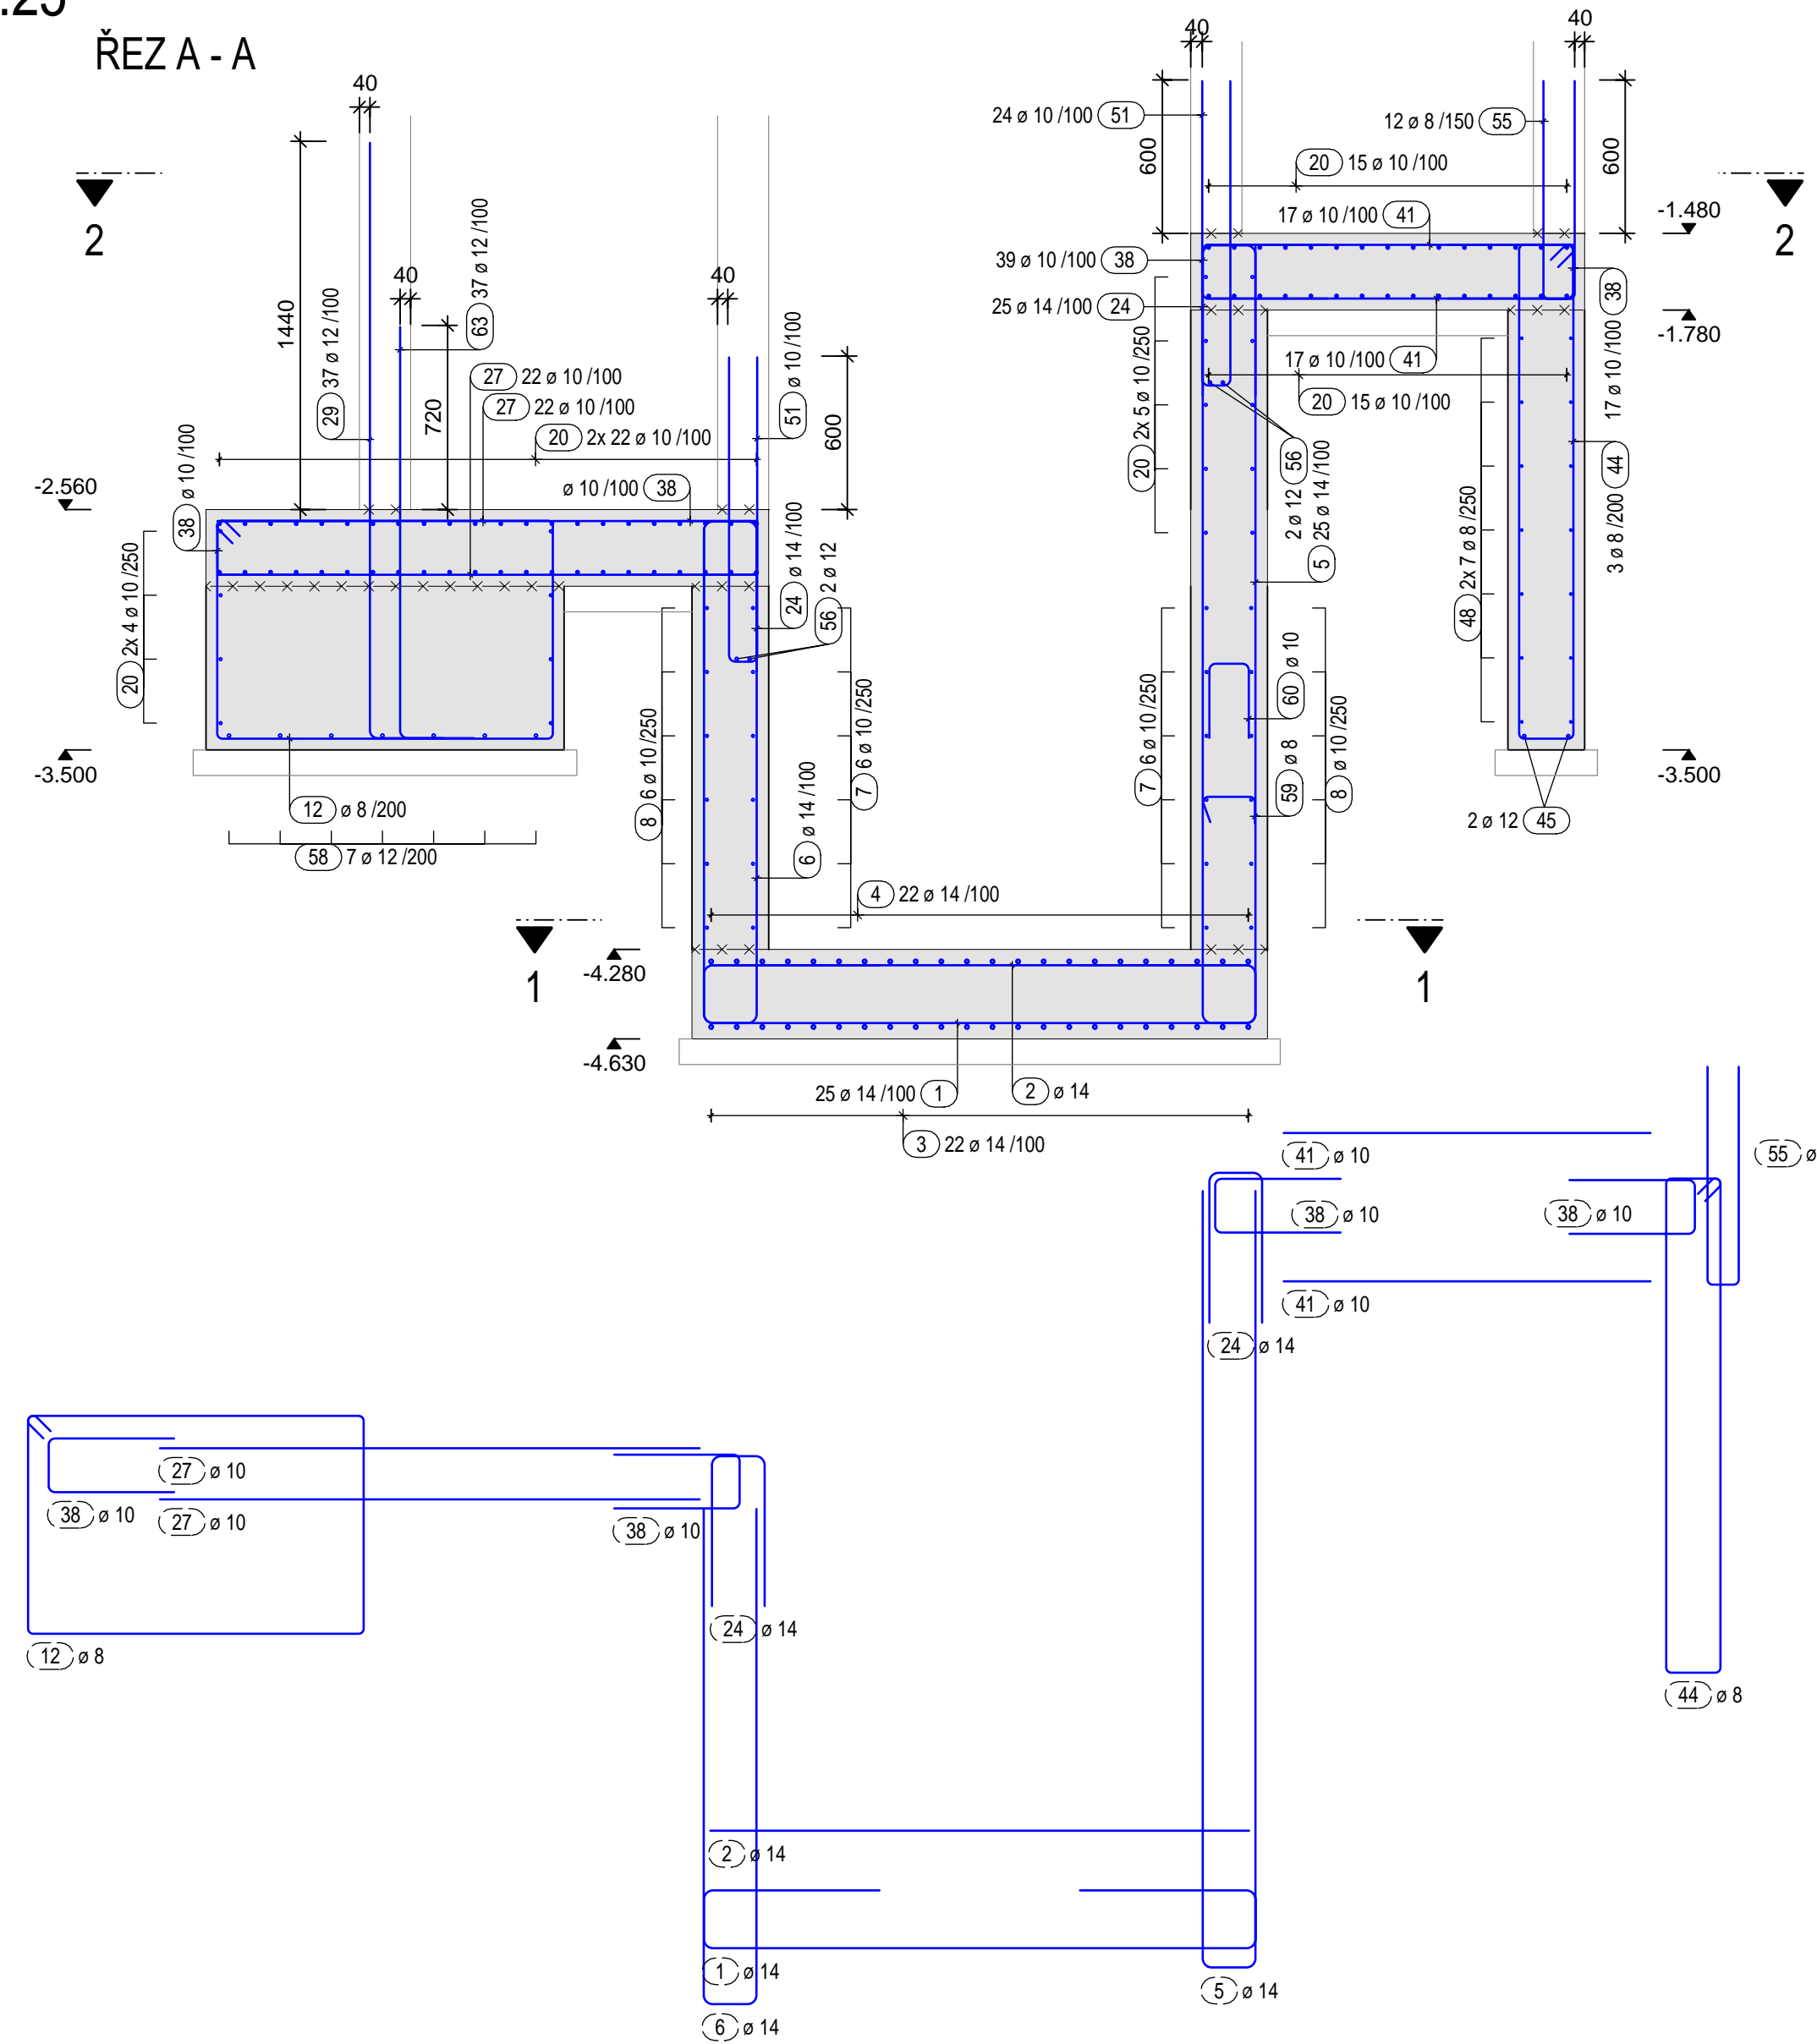 .25
ŘEZ A - A
40
40
40
24 ø 10 /100 51
12 ø 8 /150 55
600
600
20 15 ø 10 /100
17 ø 10 /100 41
-1.480
2
2
39 ø 10 /100 38
25 ø 14 /100 24
38
-1.780
17 ø 10 /100 41
20 15 ø 10 /100
17 ø 10 /100
1440
29 37 ø 12 /100
63 37 ø 12 /100
40
40
720
27 22 ø 10 /100
27 22 ø 10 /100
20 2x 22 ø 10 /100
51 ø 10 /100
600
ø 10 /100 38
-2.560
38 ø 10 /100
20 2x 4 ø 10 /250
24 ø 14 /100
56 2 ø 12
20 2x 5 ø 10 /250
2 ø 12 56
5 25 ø 14 /100
48 2x 7 ø 8 /250
3 ø 8 /200 44
-3.500
-3.500
12 ø 8 /200
58 7 ø 12 /200
8 6 ø 10 /250
7 6 ø 10 /250
6 ø 14 /100
7 6 ø 10 /250
60 ø 10
59 ø 8
8 ø 10 /250
2 ø 12 45
4 22 ø 14 /100
1
1
-4.280
-4.630
25 ø 14 /100 1
2 ø 14
3 22 ø 14 /100
41 ø 10
55 ø
38 ø 10
38 ø 10
41 ø 10
24 ø 14
27 ø 10
38 ø 10
27 ø 10
38 ø 10
24 ø 14
12 ø 8
44 ø 8
2 ø 14
1 ø 14
5 ø 14
6 ø 14